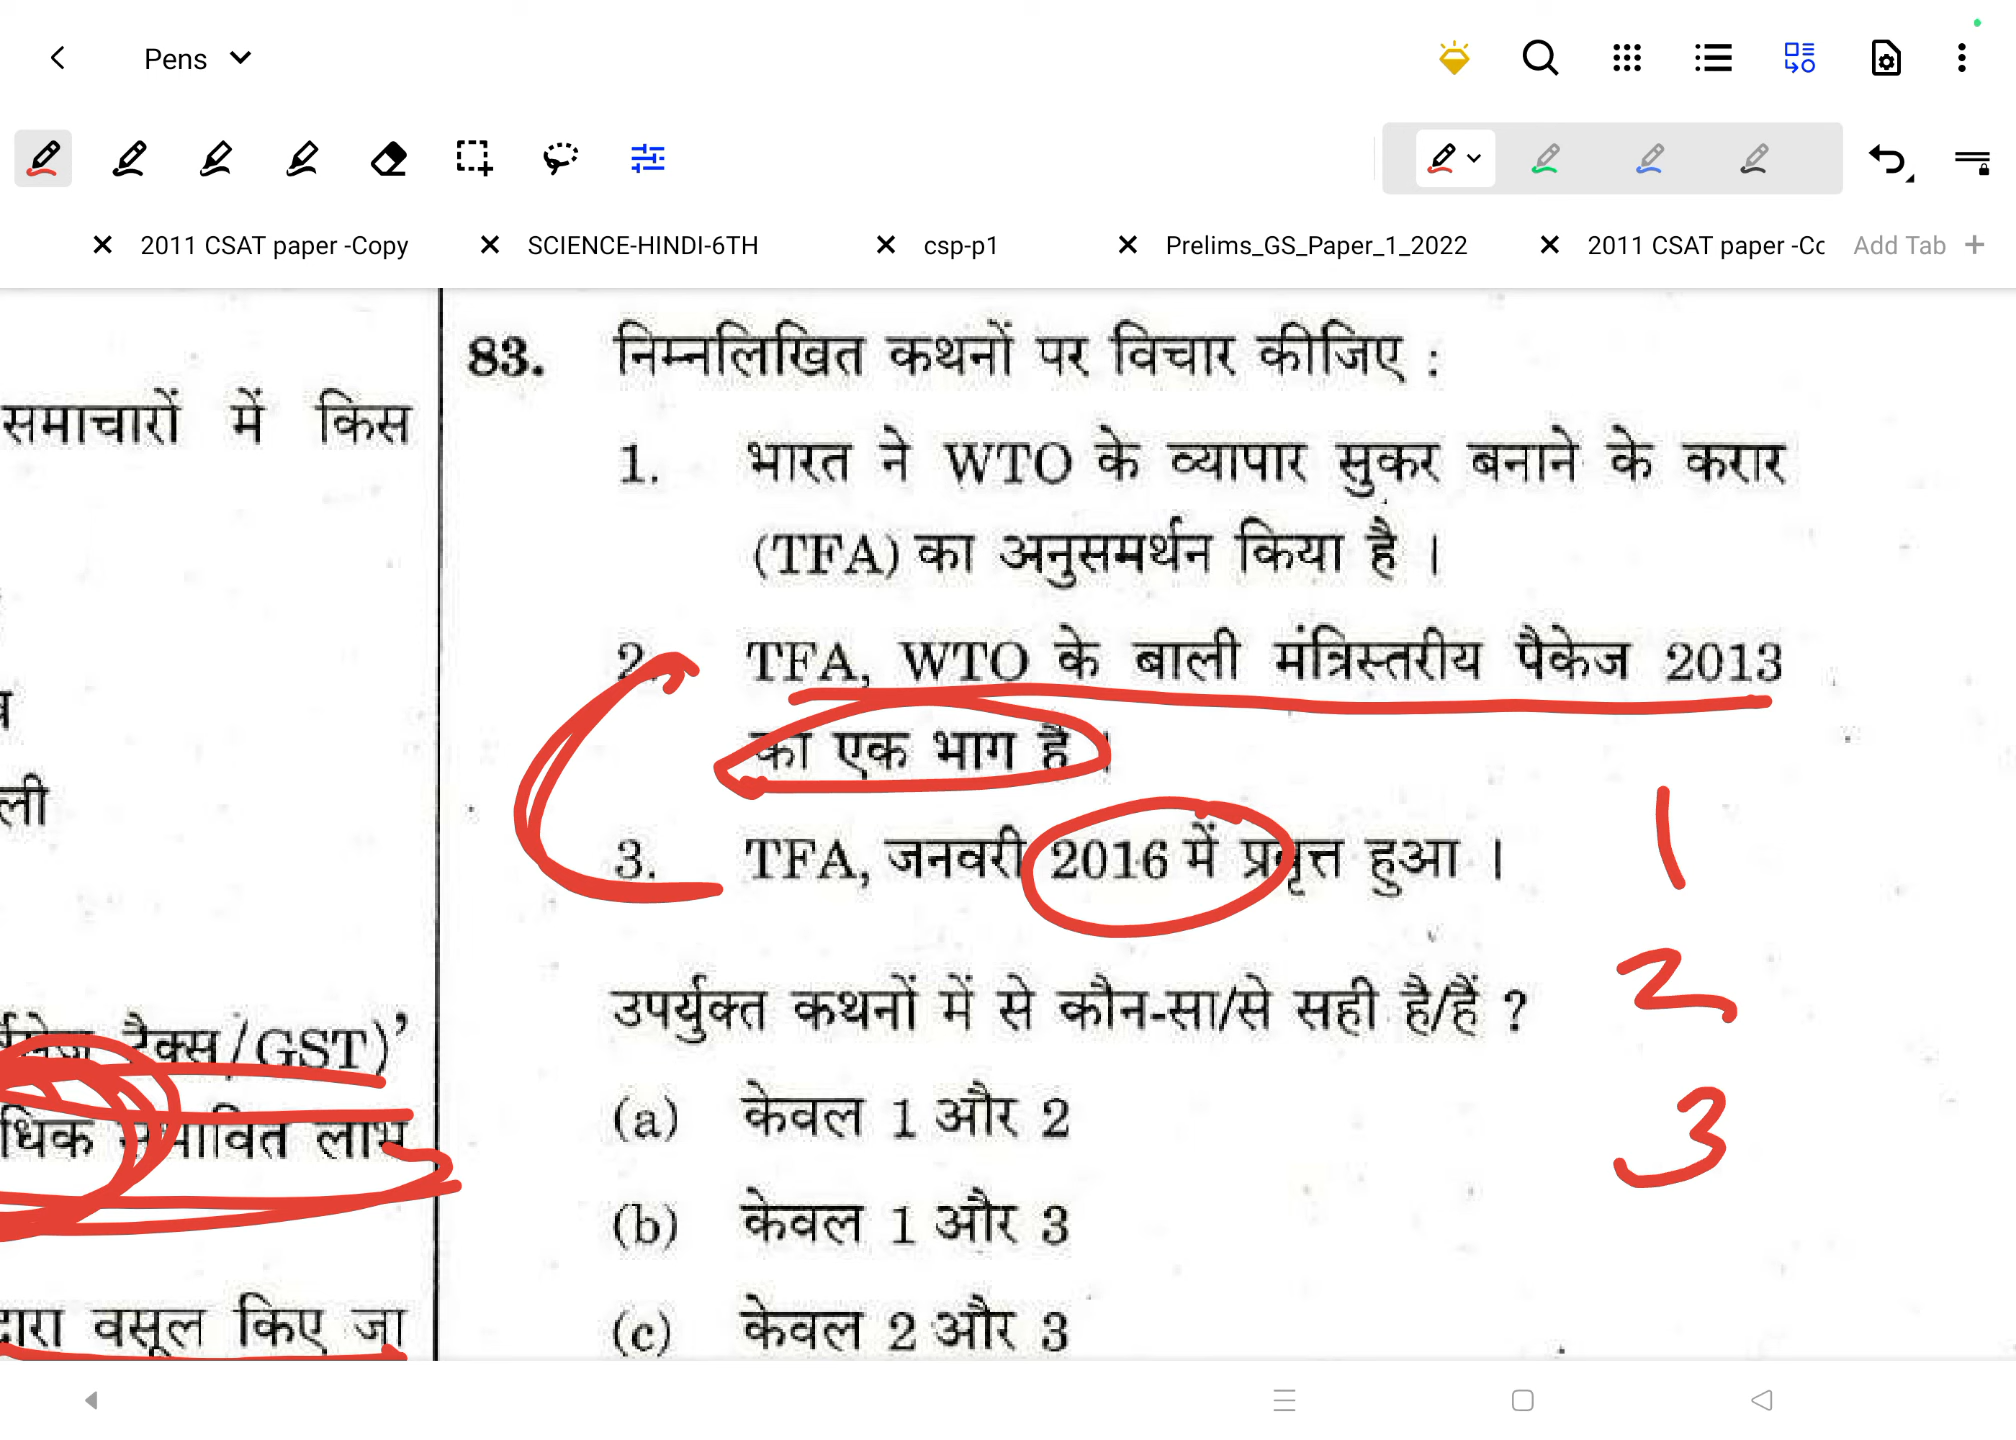 Pens
2011 CSAT paper -Copy
SCIENCE-HINDI-6TH
csp-p1
Prelims_GS_Paper_1_2022
2011 CSAT paper -Cc
Add Tab +
समाचारों में किस
ली
टैक्स/GST)’
धिक लाभ
वसूल किए जा
83. निम्नलिखित कथनों पर विचार कीजिए :
1. भारत ने WTO के व्यापार सुकर बनाने के करार
(TFA) का अनुसमर्थन किया है ।
2. TFA, WTO के बाली मंत्रिस्तरीय पैकेज 2013
का एक भाग है ।
3. TFA, जनवरी 2016 में प्रवृत्त हुआ ।
उपर्युक्त कथनों में से कौन-सा/से सही है/हैं ?
(a) केवल 1 और 2
(b) केवल 1 और 3
(c) केवल 2 और 3
1
2
3